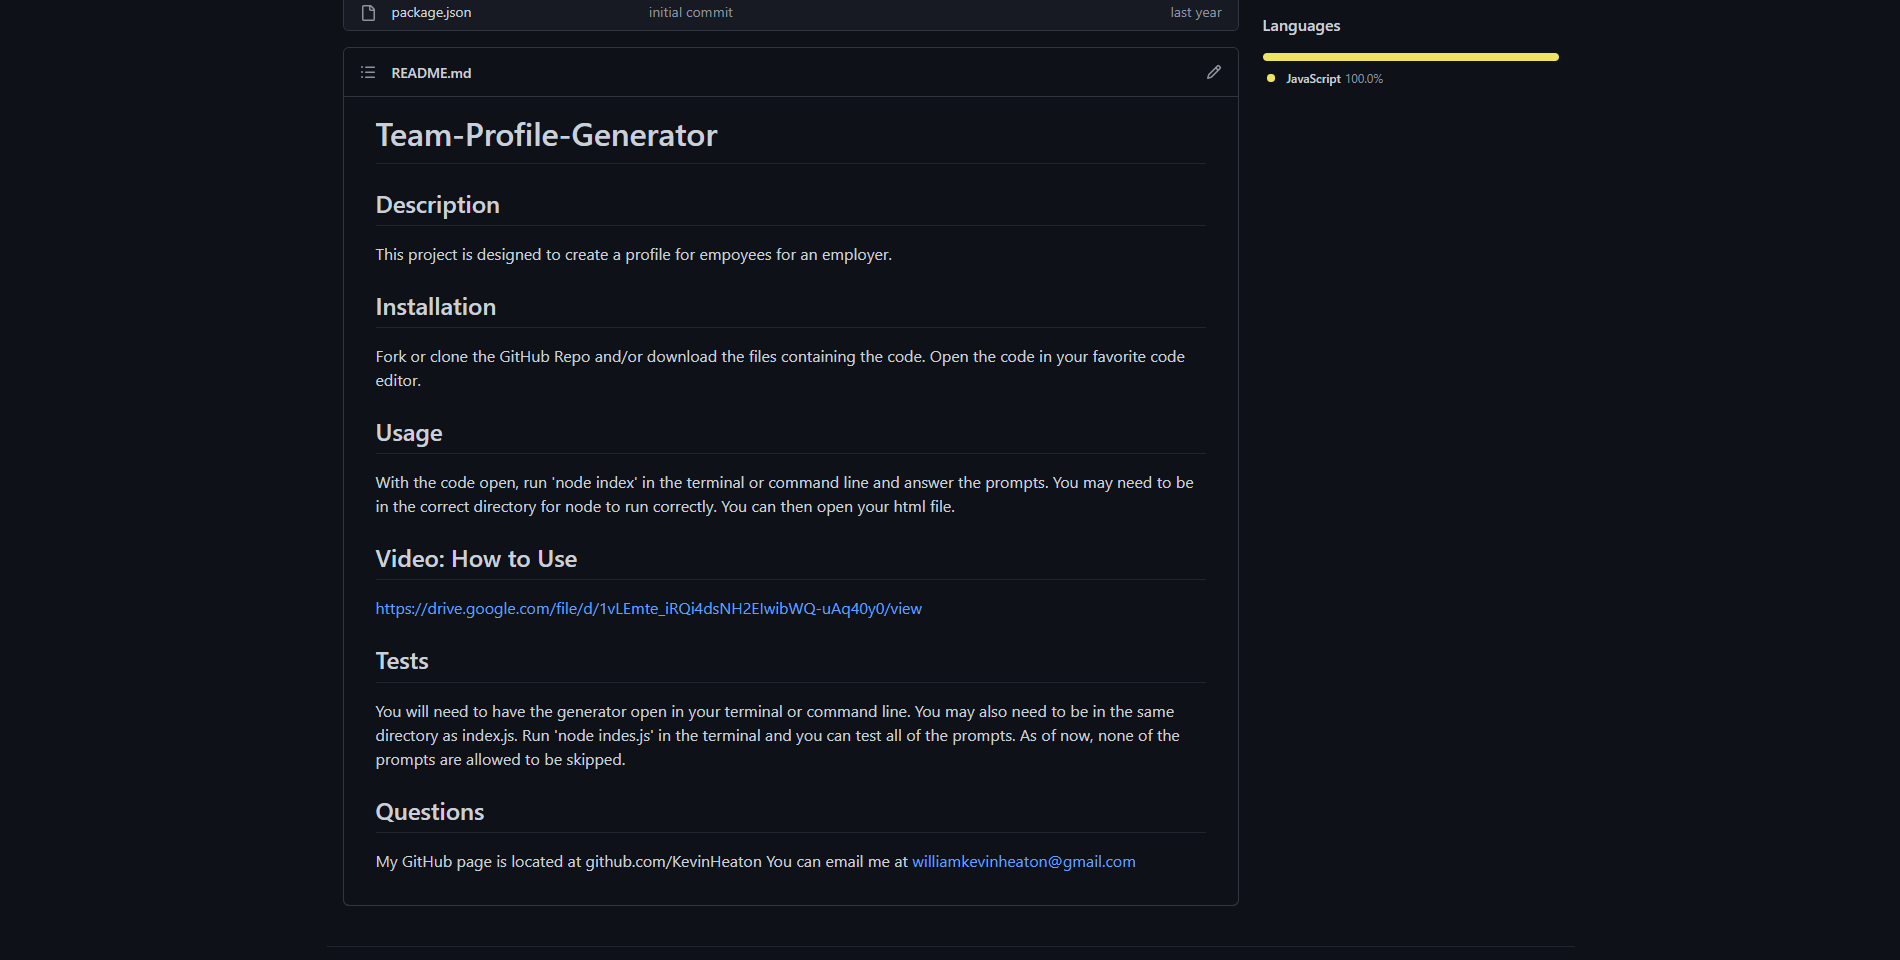 package.json initial commit last year
Languages
JavaScript 100.0%
README.md
Team-Profile-Generator
Description
This project is designed to create a profile for empoyees for an employer.
Installation
Fork or clone the GitHub Repo and/or download the files containing the code. Open the code in your favorite code
editor.
Usage
With the code open, run 'node index' in the terminal or command line and answer the prompts. You may need to be
in the correct directory for node to run correctly. You can then open your html file.
Video: How to Use
https://drive.google.com/file/d/1vLEmte_iRQi4dsNH2EIwibWQ-uAq40y0/view
Tests
You will need to have the generator open in your terminal or command line. You may also need to be in the same
directory as index.js. Run 'node indes.js' in the terminal and you can test all of the prompts. As of now, none of the
prompts are allowed to be skipped.
Questions
My GitHub page is located at github.com/KevinHeaton You can email me at williamkevinheaton@gmail.com